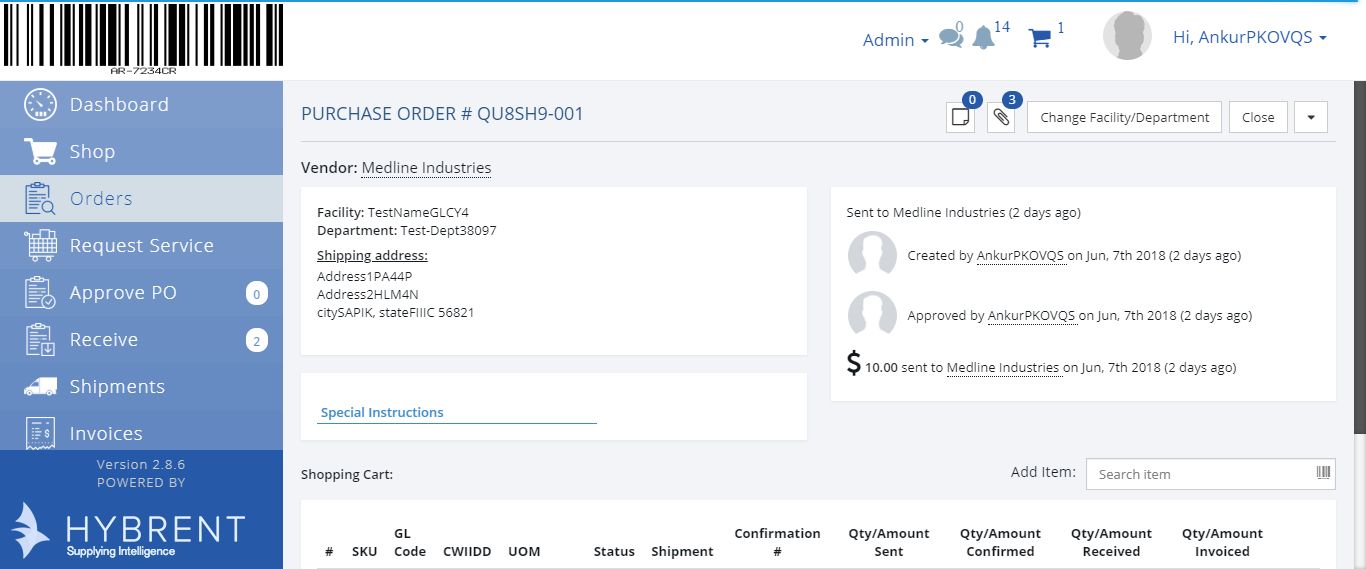 AR-7234CR
Admin
0
14
1
Hi, AnkurPKOVQS
Dashboard
Shop
Orders
Request Service
Approve PO
0
Receive
2
Shipments
Invoices
Version 2.8.6
POWERED BY
HYBRENT
Supplying Intelligence
PURCHASE ORDER # QU8SH9-001
0
3
Change Facility/Department
Close
Vendor: Medline Industries
Facility: TestNameGLCY4
Department: Test-Dept38097
Shipping address:
Address1PA44P
Address2HLM4N
citySAPIK, stateFIIIC 56821
Special Instructions
Sent to Medline Industries (2 days ago)
Created by AnkurPKOVQS on Jun, 7th 2018 (2 days ago)
Approved by AnkurPKOVQS on Jun, 7th 2018 (2 days ago)
$ 10.00 sent to Medline Industries on Jun, 7th 2018 (2 days ago)
Shopping Cart:
Add Item:
Search item
#
SKU
GL
Code
CWIIDD
UOM
Status
Shipment
Confirmation
#
Qty/Amount
Sent
Qty/Amount
Confirmed
Qty/Amount
Received
Qty/Amount
Invoiced